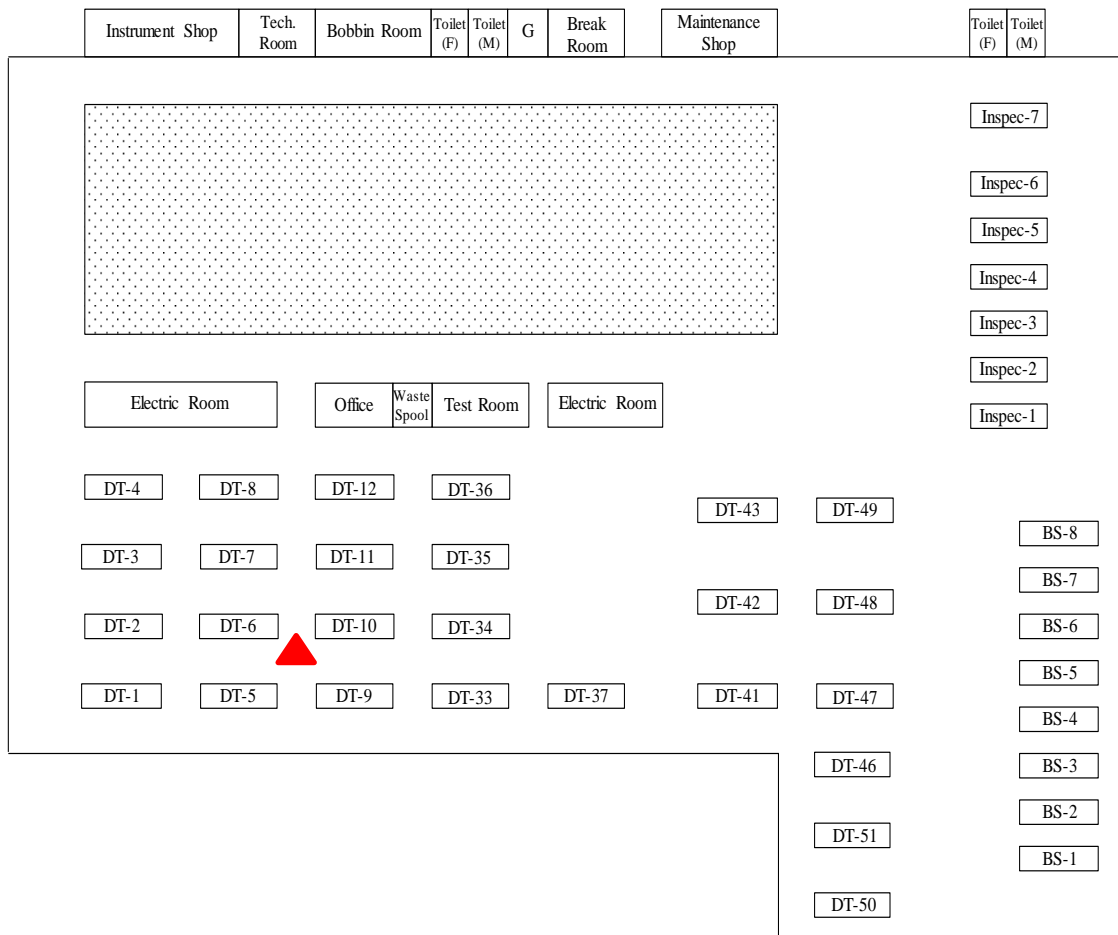 Instrument Shop
Tech.
Room
Bobbin Room
Toilet
(F)
Toilet
(M)
G
Break
Room
Maintenance
Shop
Toilet
(F)
Toilet
(M)
Inspec-7
Inspec-6
Inspec-5
Inspec-4
Inspec-3
Inspec-2
Inspec-1
Electric Room
Office
Waste
Spool
Test Room
Electric Room
DT-4
DT-8
DT-12
DT-36
DT-43
DT-49
DT-3
DT-7
DT-11
DT-35
DT-2
DT-6
DT-10
DT-34
DT-42
DT-48
DT-1
DT-5
DT-9
DT-33
DT-37
DT-41
DT-47
DT-46
DT-51
DT-50
BS-8
BS-7
BS-6
BS-5
BS-4
BS-3
BS-2
BS-1